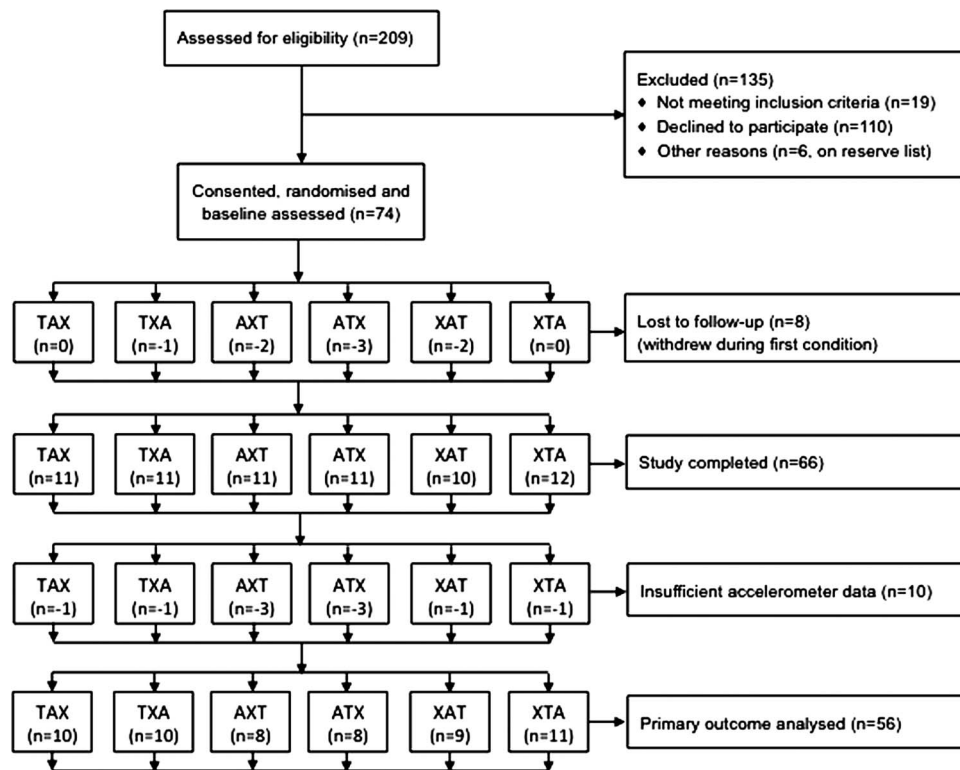 Assessed for eligibility (n=209)
Excluded (n=135)
♦ Not meeting inclusion criteria (n=19)
♦ Declined to participate (n=110)
♦ Other reasons (n=6, on reserve list)
Consented, randomised and
baseline assessed (n=74)
TAX
(n=0)
TXA
(n=-1)
AXT
(n=-2)
ATX
(n=-3)
XAT
(n=-2)
XTA
(n=0)
Lost to follow-up (n=8)
(withdrew during first condition)
TAX
(n=11)
TXA
(n=11)
AXT
(n=11)
ATX
(n=11)
XAT
(n=10)
XTA
(n=12)
Study completed (n=66)
TAX
(n=-1)
TXA
(n=-1)
AXT
(n=-3)
ATX
(n=-3)
XAT
(n=-1)
XTA
(n=-1)
Insufficient accelerometer data (n=10)
TAX
(n=10)
TXA
(n=10)
AXT
(n=8)
ATX
(n=8)
XAT
(n=9)
XTA
(n=11)
Primary outcome analysed (n=56)